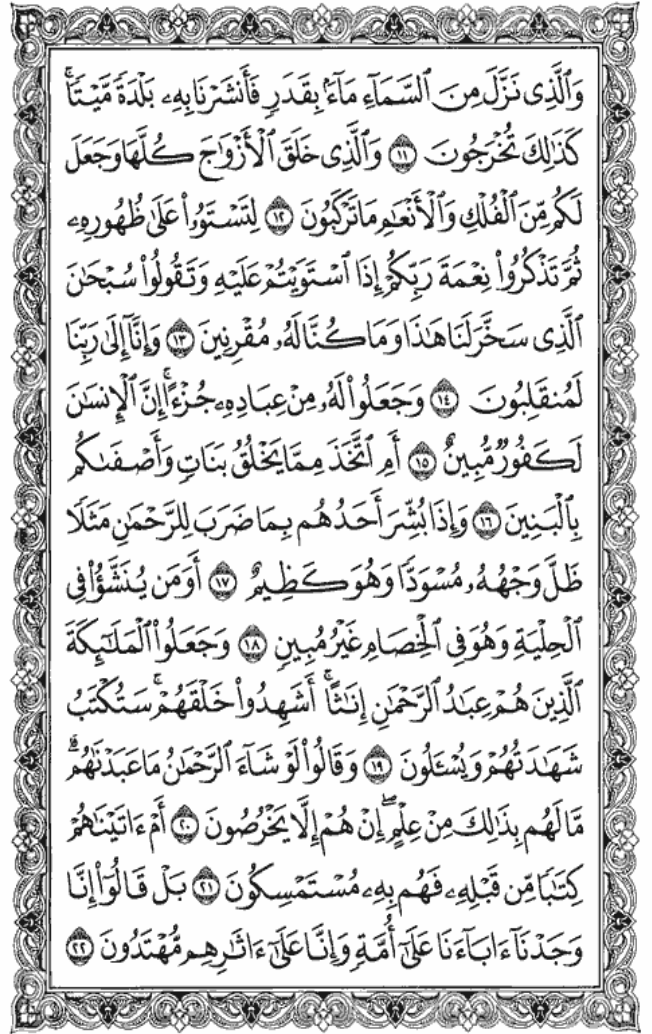 وَٱلَّذِى نَزَّلَ مِنَ ٱلسَّمَآءِ مَآءَۢ بِقَدَرٍ فَأَنشَرْنَا بِهِۦ بَلْدَةً مَّيْتًا ۚ
كَذَٰلِكَ تُخْرَجُونَ ١١ وَٱلَّذِى خَلَقَ ٱلْأَزْوَٰجَ كُلَّهَا وَجَعَلَ
لَكُم مِّنَ ٱلْفُلْكِ وَٱلْأَنْعَٰمِ مَا تَرْكَبُونَ ١٢ لِتَسْتَوُۥا۟ عَلَىٰ ظُهُورِهِۦ
ثُمَّ تَذْكُرُوا۟ نِعْمَةَ رَبِّكُمْ إِذَا ٱسْتَوَيْتُمْ عَلَيْهِ وَتَقُولُوا۟ سُبْحَٰنَ
ٱلَّذِى سَخَّرَ لَنَا هَٰذَا وَمَا كُنَّا لَهُۥ مُقْرِنِينَ ١٣ وَإِنَّآ إِلَىٰ رَبِّنَا
لَمُنقَلِبُونَ ١٤ وَجَعَلُوا۟ لَهُۥ مِنْ عِبَادِهِۦ جُزْءًا ۚ إِنَّ ٱلْإِنسَٰنَ
لَكَفُورٌ مُّبِينٌ ١٥ أَمِ ٱتَّخَذَ مِمَّا يَخْلُقُ بَنَاتٍ وَأَصْفَىٰكُم
بِٱلْبَنِينَ ١٦ وَإِذَا بُشِّرَ أَحَدُهُم بِمَا ضَرَبَ لِلرَّحْمَٰنِ مَثَلًا
ظَلَّ وَجْهُهُۥ مُسْوَدًّا وَهُوَ كَظِيمٌ ١٧ أَوَمَن يُنَشَّؤُا۟ فِى
ٱلْحِلْيَةِ وَهُوَ فِى ٱلْخِصَامِ غَيْرُ مُبِينٍ ١٨ وَجَعَلُوا۟ ٱلْمَلَٰٓئِكَةَ
ٱلَّذِينَ هُمْ عِبَٰدُ ٱلرَّحْمَٰنِ إِنَٰثًا ۚ أَشَهِدُوا۟ خَلْقَهُمْ ۚ سَتُكْتَبُ
شَهَٰدَتُهُمْ وَيُسْـَٔلُونَ ١٩ وَقَالُوا۟ لَوْ شَآءَ ٱلرَّحْمَٰنُ مَا عَبَدْنَٰهُم ۗ
مَّا لَهُم بِذَٰلِكَ مِنْ عِلْمٍ ۖ إِنْ هُمْ إِلَّا يَخْرُصُونَ ٢٠ أَمْ ءَاتَيْنَٰهُمْ
كِتَٰبًا مِّن قَبْلِهِۦ فَهُم بِهِۦ مُسْتَمْسِكُونَ ٢١ بَلْ قَالُوٓا۟ إِنَّا
وَجَدْنَآ ءَابَآءَنَا عَلَىٰٓ أُمَّةٍ وَإِنَّا عَلَىٰٓ ءَاثَٰرِهِم مُّهْتَدُونَ ٢٢